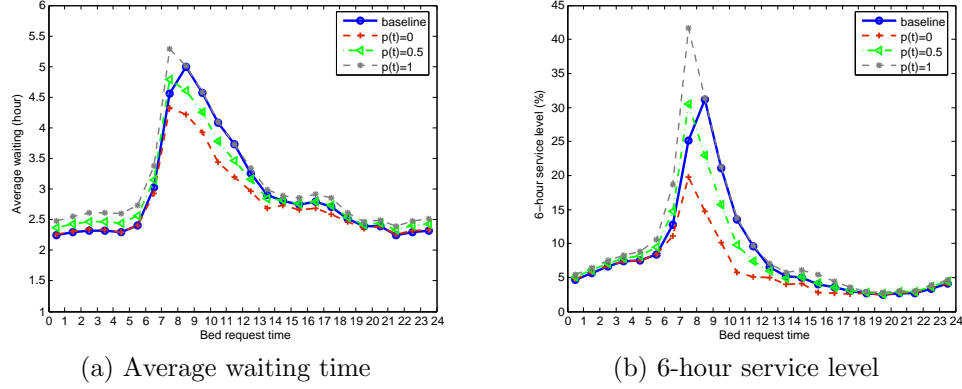 6
5.5
5
4.5
4
3.5
3
2.5
2
1.5
1
Average waiting (hour)
0 1 2 3 4 5 6 7 8 9 10 11 12 13 14 15 16 17 18 19 20 21 22 23 24
Bed request time
baseline
p(t)=0
p(t)=0.5
p(t)=1
(a) Average waiting time
45
40
35
30
25
20
15
10
5
0
6-hour service level (%)
0 1 2 3 4 5 6 7 8 9 10 11 12 13 14 15 16 17 18 19 20 21 22 23 24
Bed request time
baseline
p(t)=0
p(t)=0.5
p(t)=1
(b) 6-hour service level